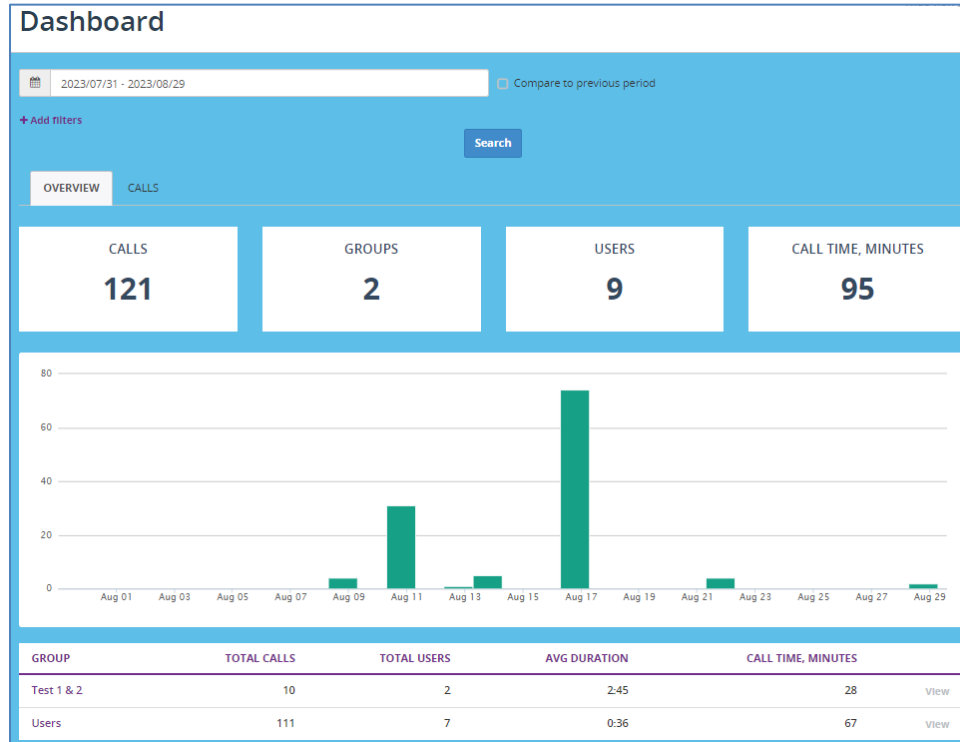 Dashboard
2023/07/31 - 2023/08/29 Compare to previous period
+ Add filters
Search
OVERVIEW CALLS
CALLS GROUPS USERS CALL TIME, MINUTES
121 2 9 95
80
60
40
20
0
Aug 01 Aug 03 Aug 05 Aug 07 Aug 09 Aug 11 Aug 13 Aug 15 Aug 17 Aug 19 Aug 21 Aug 23 Aug 25 Aug 27 Aug 29
GROUP TOTAL CALLS TOTAL USERS AVG DURATION CALL TIME, MINUTES
Test 1 & 2 10 2 2:45 28 View
Users 111 7 0:36 67 View